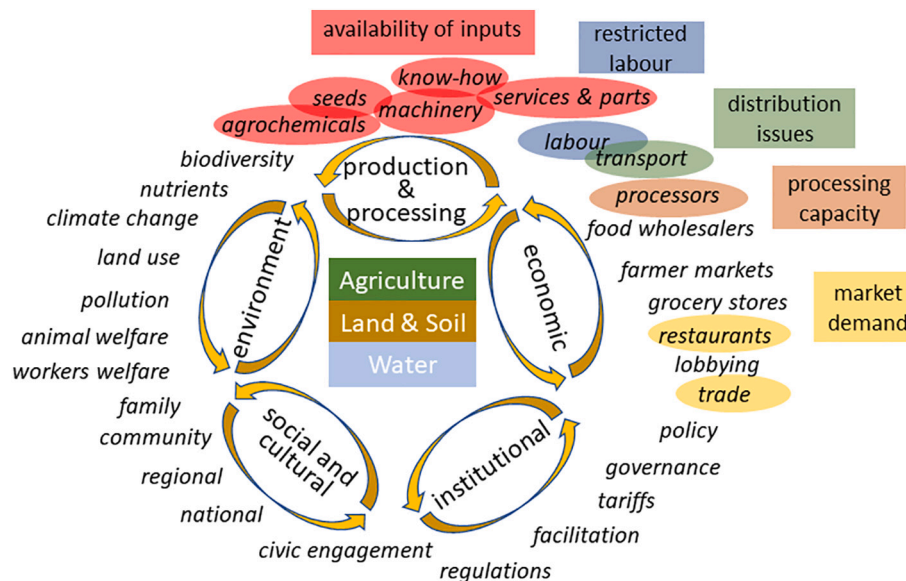 availability of inputs
restricted
labour
know-how
seeds
machinery
services & parts
agrochemicals
distribution
issues
labour
transport
biodiversity
production
&
processing
nutrients
processors
processing
capacity
climate change
food wholesalers
land use
environment
economic
Agriculture
farmer markets
pollution
Land & Soil
grocery stores
market
demand
animal welfare
restaurants
Water
workers welfare
lobbying
trade
family
community
social and
cultural
institutional
policy
regional
governance
national
tariffs
facilitation
civic engagement
regulations